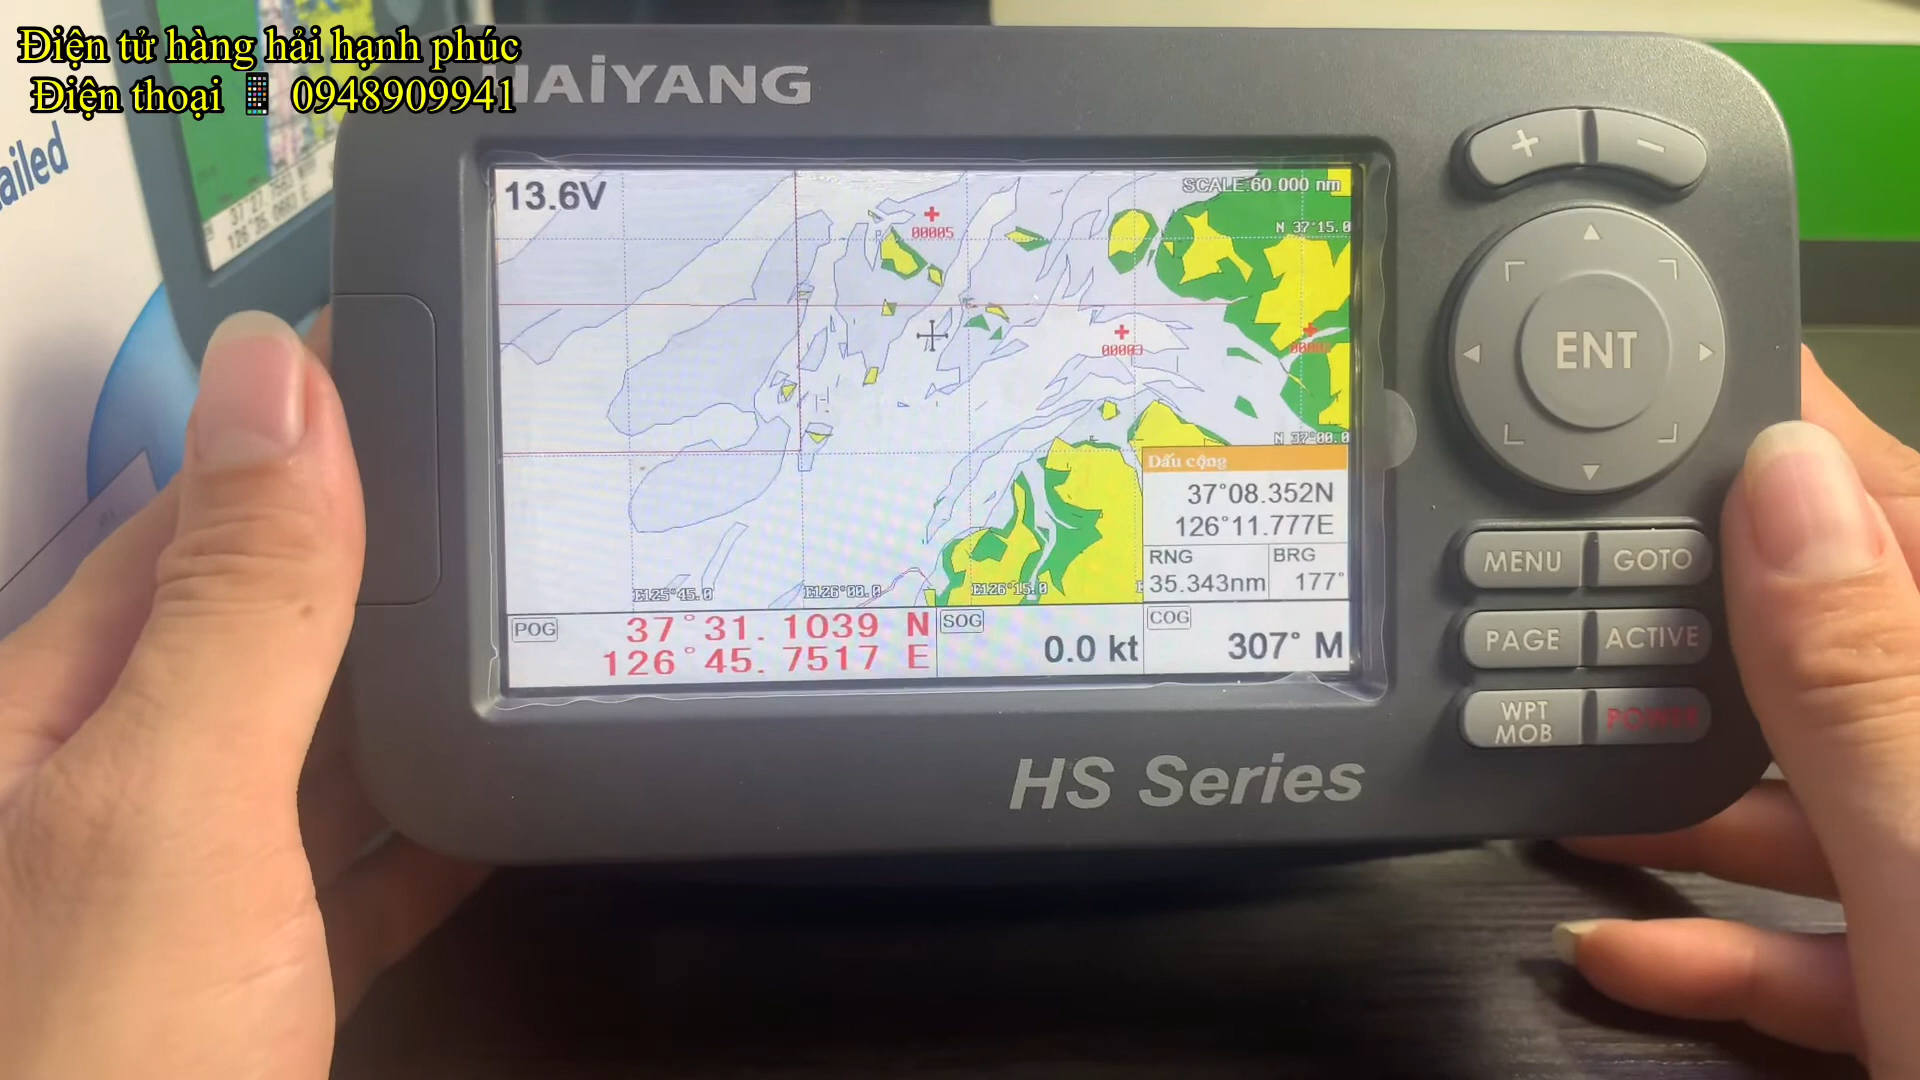 Điện tử hàng hải hạnh phúc
Điện thoại 📱 0948909941
HAIYANG
ailed
13.6V
SCALE:60.000 nm
N 37°15.0
00005
00003
N 37°00.0
Dấu cộng
37°08.352N
126°11.777E
RNG
BRG
35.343nm
177°
E125°45.0
E126°00.0
E126°15.0
POG
37°31.1039 N
126°45.7517 E
SOG
0.0 kt
COG
307° M
HS Series
+
-
ENT
MENU
GOTO
PAGE
ACTIVE
WPT
MOB
POWER